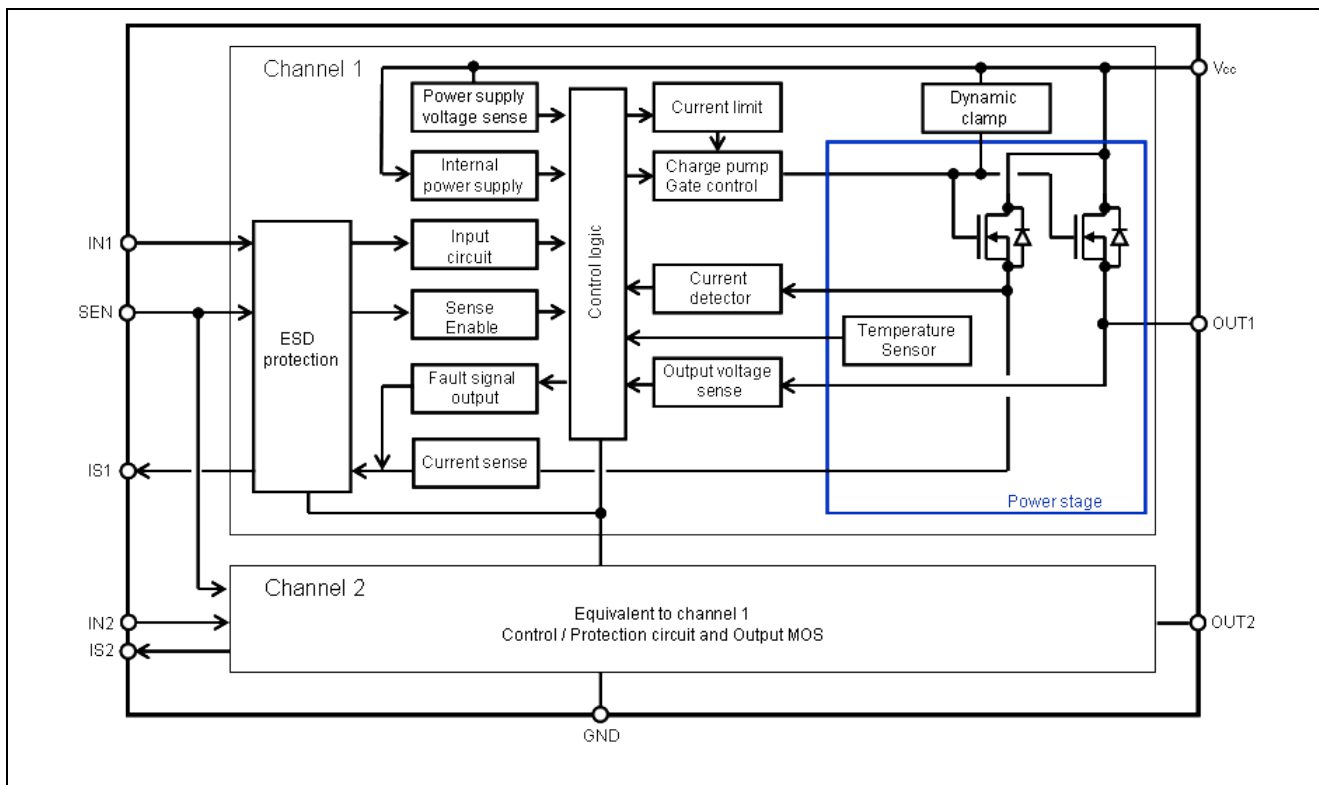 Channel 1
Vcc
Power supply
voltage sense
Current limit
Dynamic
clamp
Internal
power supply
Charge pump
Gate control
IN1
Input
circuit
Control logic
SEN
Sense
Enable
Current
detector
OUT1
ESD
protection
Temperature
Sensor
Fault signal
output
Output voltage
sense
IS1
Current sense
Power stage
Channel 2
IN2
Equivalent to channel 1
Control / Protection circuit and Output MOS
OUT2
IS2
GND